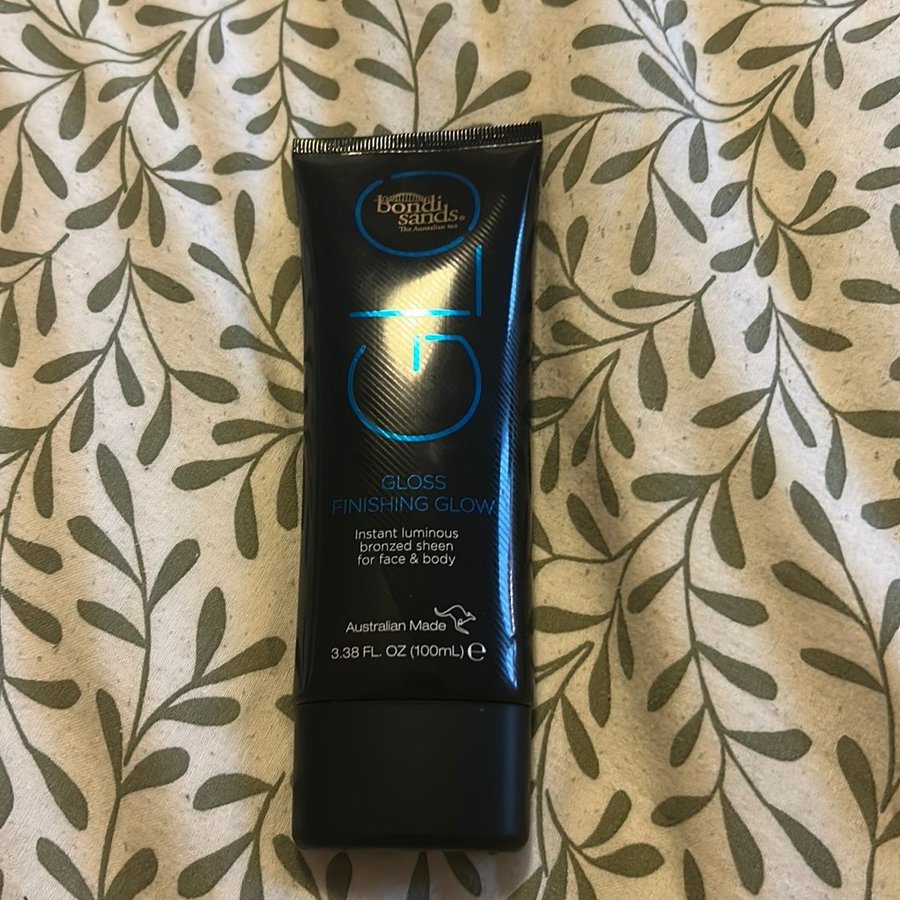 bondi
sands®
The Australian tan
GLO
GLOSS
FINISHING GLOW
Instant luminous
bronzed sheen
for face & body
Australian Made
3.38 FL. OZ (100mL) ℮